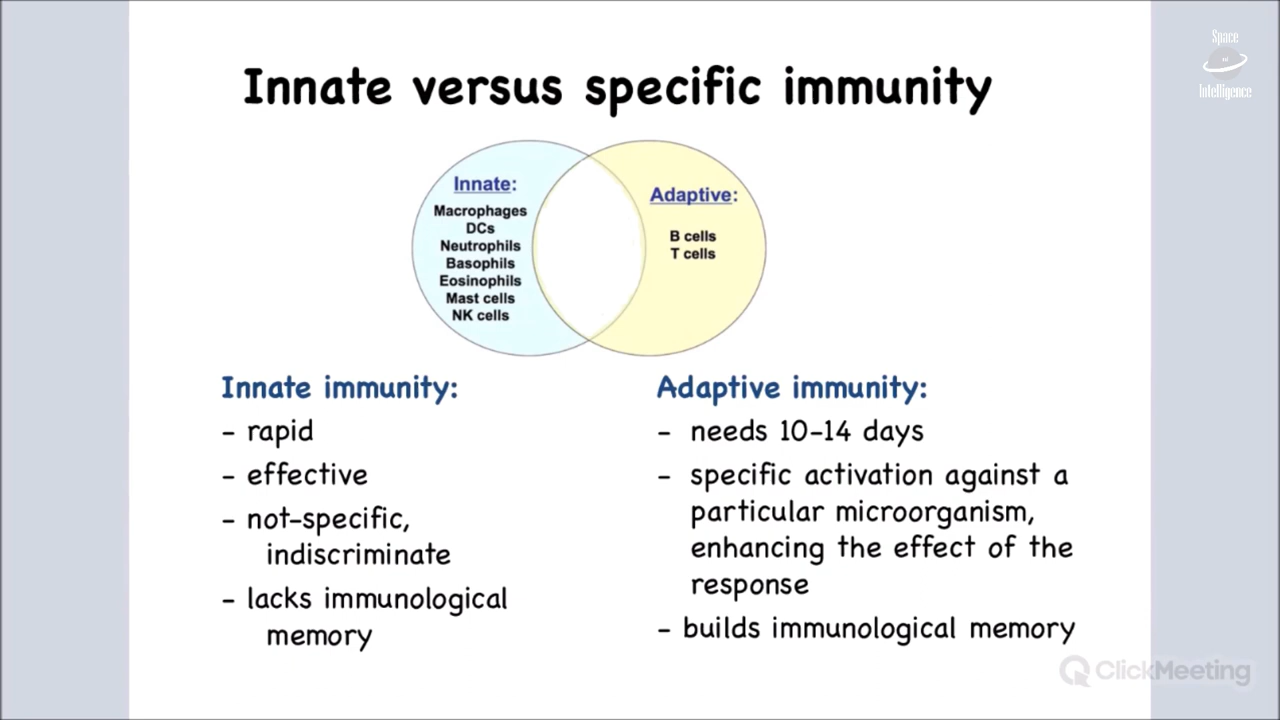 Space
of
Intelligence
Innate versus specific immunity
Innate:
Macrophages
DCs
Neutrophils
Basophils
Eosinophils
Mast cells
NK cells
Adaptive:
B cells
T cells
Innate immunity:
- rapid
- effective
- not-specific,
indiscriminate
- lacks immunological
memory
Adaptive immunity:
- needs 10-14 days
- specific activation against a
particular microorganism,
enhancing the effect of the
response
- builds immunological memory
ClickMeeting